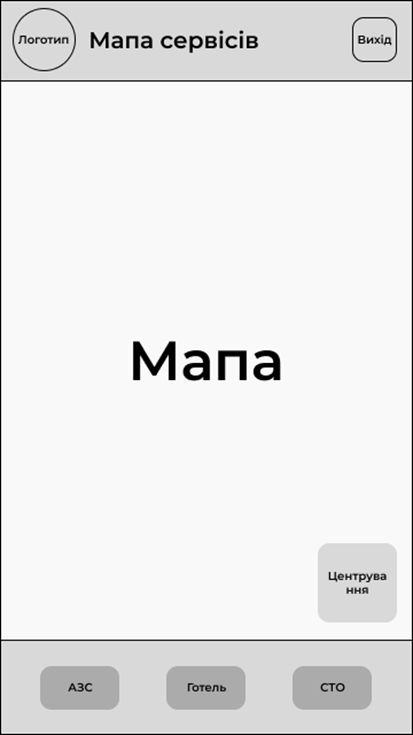 Логотип
Мапа сервісів
Вихід
Мапа
Центрува
ння
АЗС
Готель
СТО